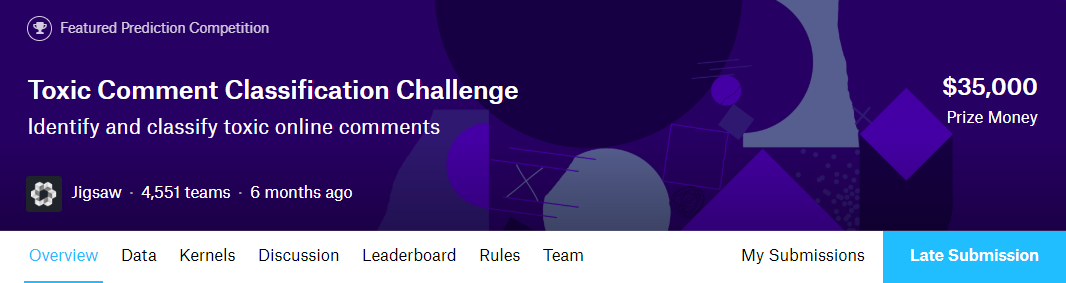 Featured Prediction Competition
Toxic Comment Classification Challenge
$35,000
Identify and classify toxic online comments
Prize Money
Jigsaw · 4,551 teams · 6 months ago
Overview Data Kernels Discussion Leaderboard Rules Team My Submissions Late Submission